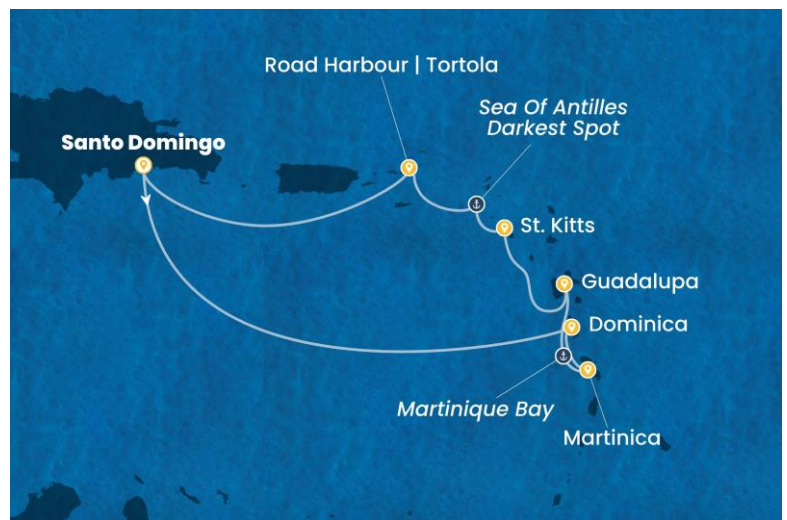 Road Harbour | Tortola
Sea Of Antilles
Darkest Spot
Santo Domingo
St. Kitts
Guadalupa
Dominica
Martinique Bay
Martinica